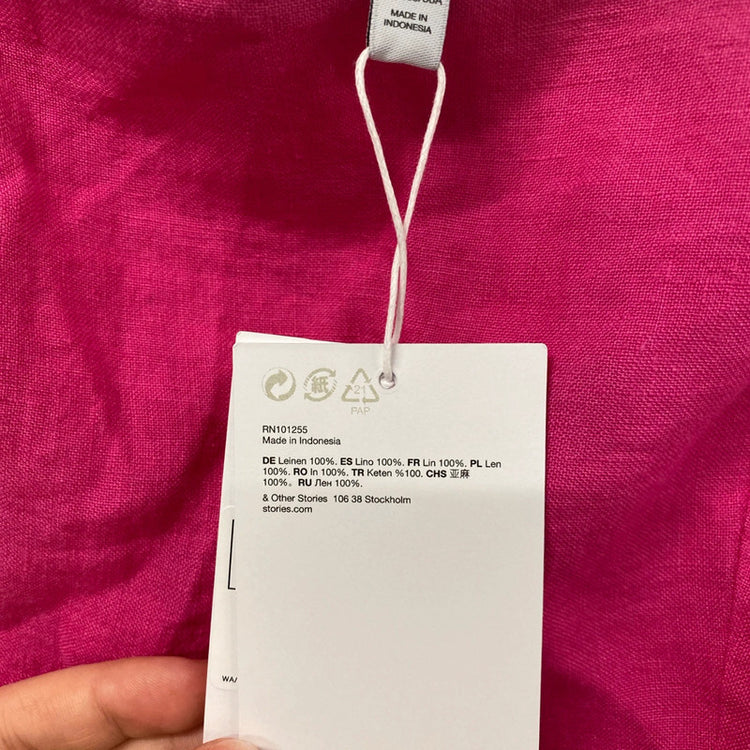 MADE IN
INDONESIA
紙
21
PAP
RN101255
Made in Indonesia
DE Leinen 100%. ES Lino 100%. FR Lin 100%. PL Len
100%. RO In 100%. TR Keten %100. CHS 亚麻
100%。 RU Лен 100%.
& Other Stories 106 38 Stockholm
stories.com
WA/